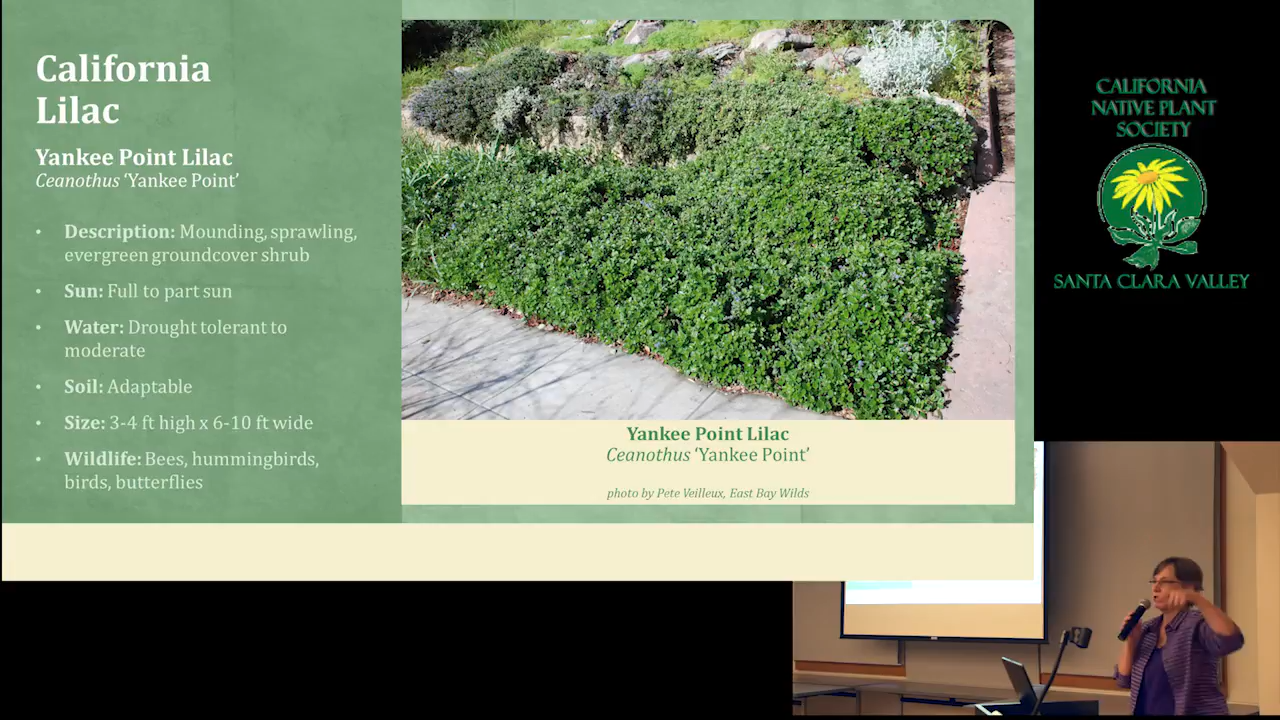 California
Lilac
Yankee Point Lilac
Ceanothus ‘Yankee Point’
• Description: Mounding, sprawling,
evergreen groundcover shrub
• Sun: Full to part sun
• Water: Drought tolerant to
moderate
• Soil: Adaptable
• Size: 3-4 ft high x 6-10 ft wide
• Wildlife: Bees, hummingbirds,
birds, butterflies
Yankee Point Lilac
Ceanothus ‘Yankee Point’
photo by Pete Veilleux, East Bay Wilds
CALIFORNIA
NATIVE PLANT
SOCIETY
SANTA CLARA VALLEY